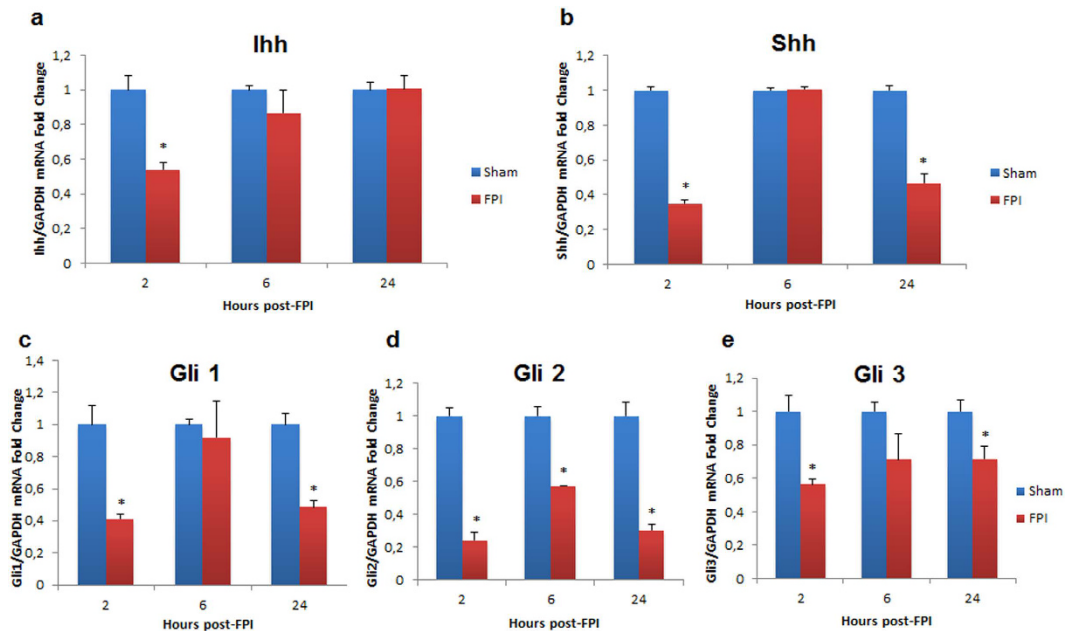 a
Ihh
Ihh/GAPDH mRNA Fold Change
1,2
1
0,8
0,6
0,4
0,2
0
*
2
6
24
Hours post-FPI
Sham
FPI
b
Shh
Shh/GAPDH mRNA Fold Change
1,2
1
0,8
0,6
0,4
0,2
0
*
*
2
6
24
Hours post-FPI
Sham
FPI
c
Gli 1
Gli1/GAPDH mRNA Fold Change
1,4
1,2
1
0,8
0,6
0,4
0,2
0
*
*
2
6
24
Hours post-FPI
d
Gli 2
Gli2/GAPDH mRNA Fold Change
1,2
1
0,8
0,6
0,4
0,2
0
*
*
*
2
6
24
Hours post-FPI
e
Gli 3
Gli3/GAPDH mRNA Fold Change
1,2
1
0,8
0,6
0,4
0,2
0
*
*
2
6
24
Hours post-FPI
Sham
FPI